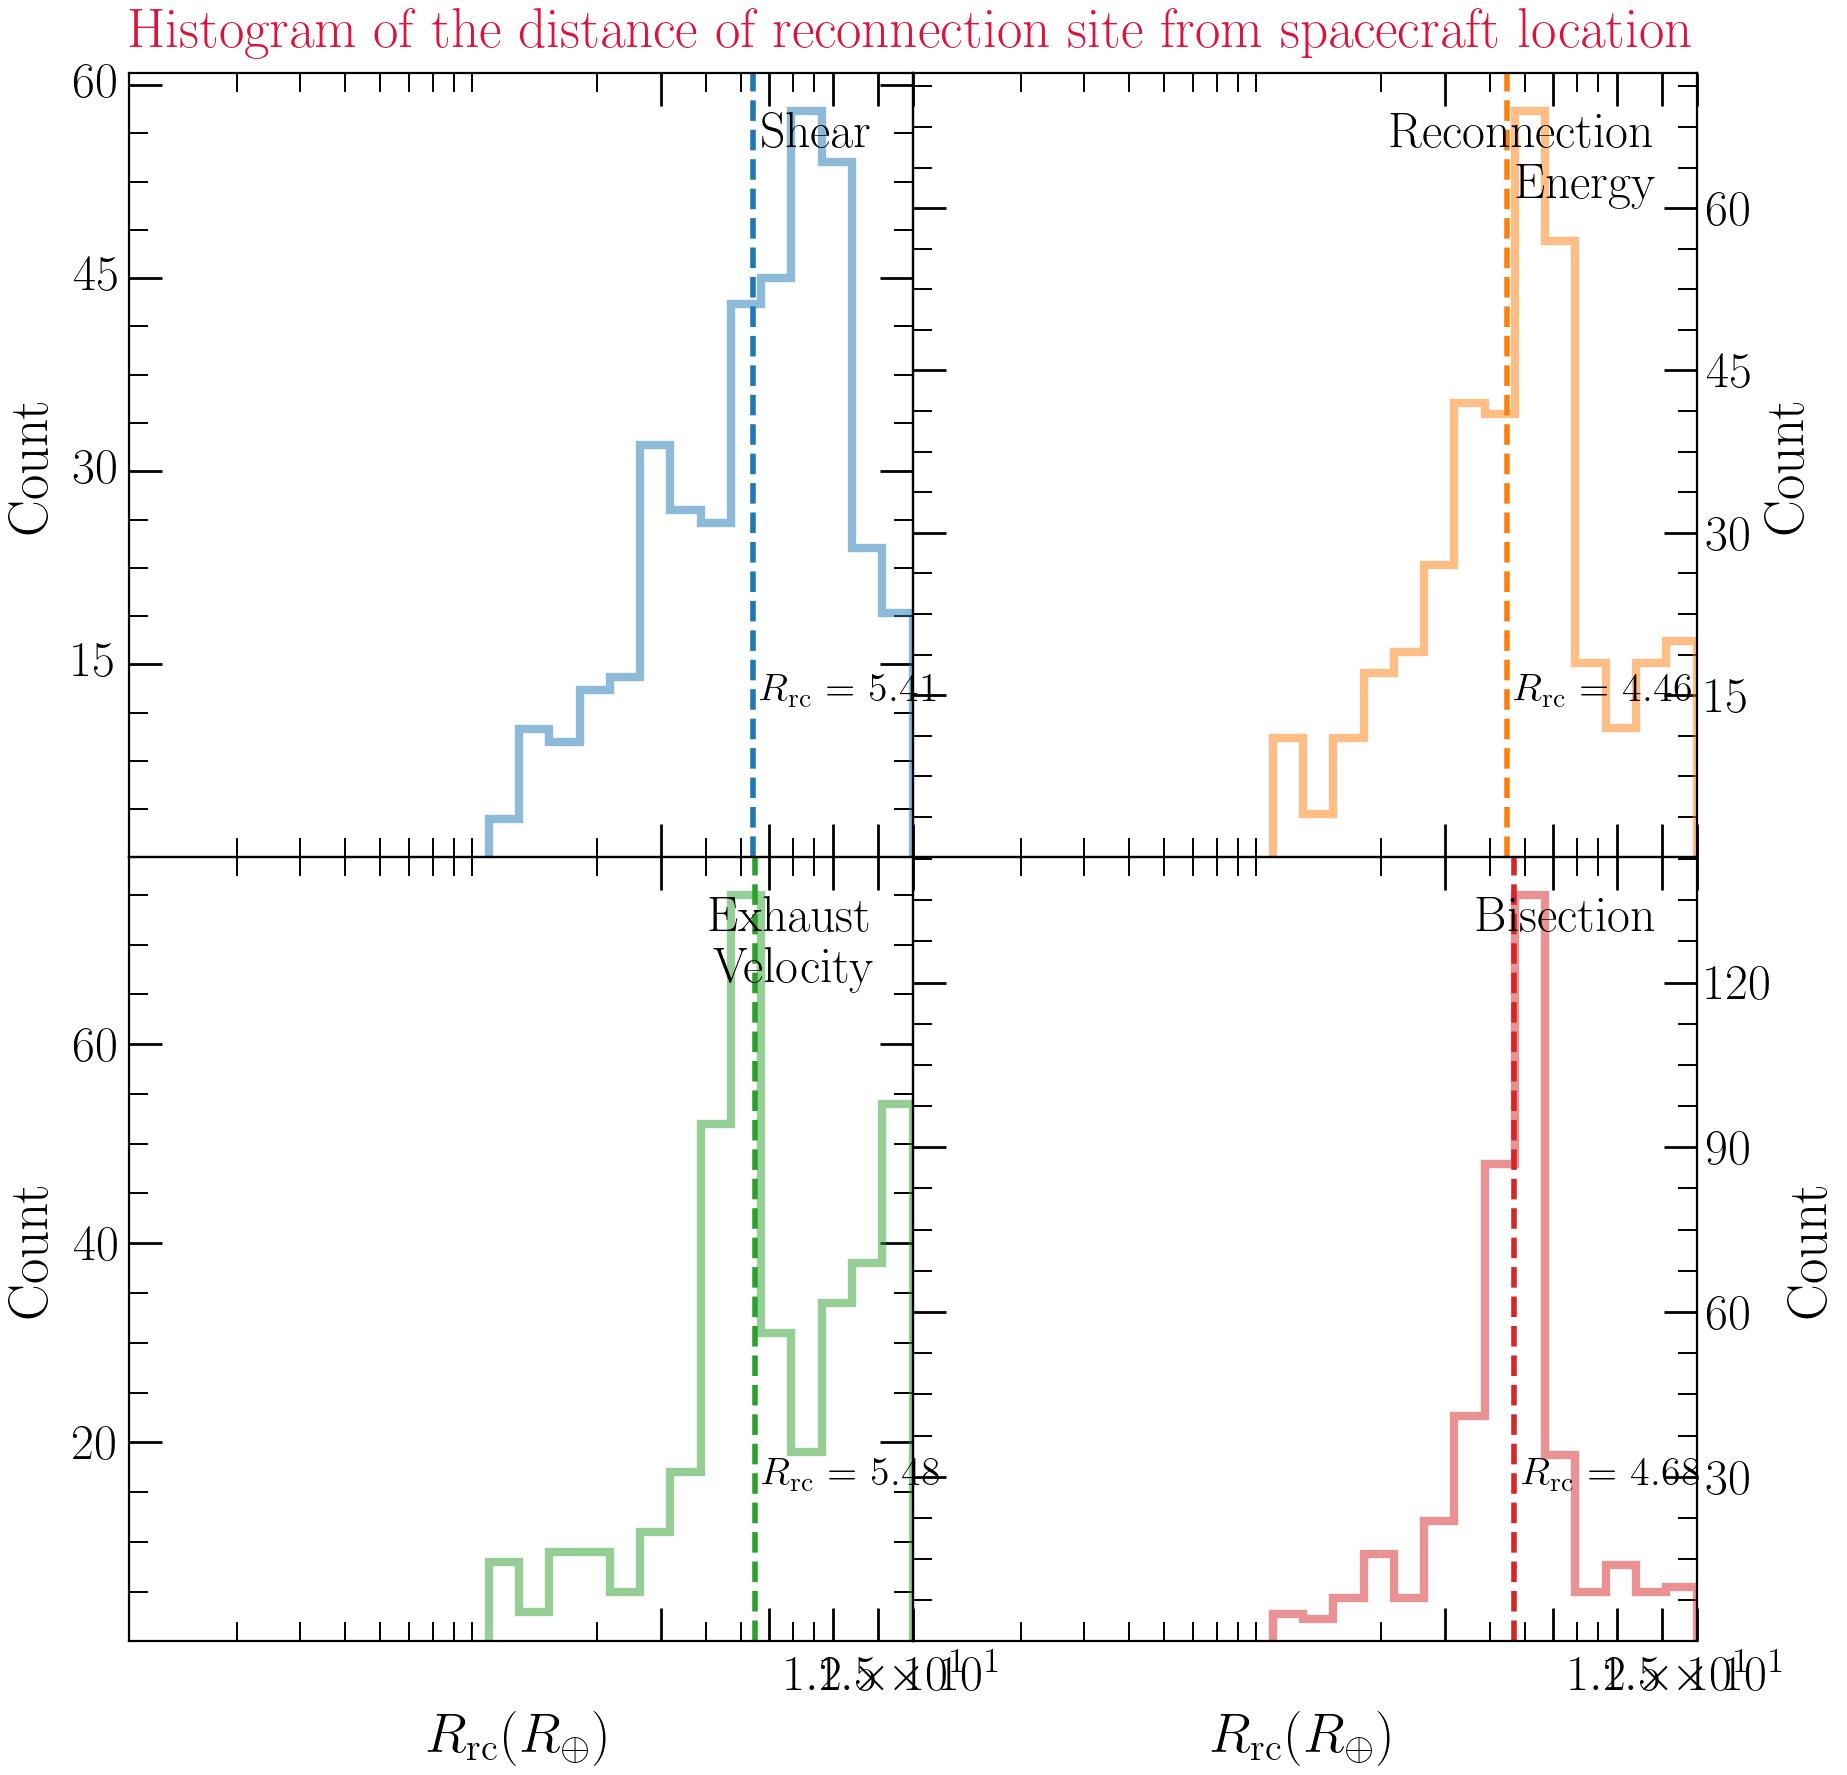 Histogram of the distance of reconnection site from spacecraft location
60
45
30
15
Count
Shear
R_rc = 5.41
Reconnection
Energy
R_rc = 4.46
60
45
30
15
Count
60
40
20
Count
Exhaust
Velocity
R_rc = 5.48
Bisection
R_rc = 4.68
120
90
60
30
Count
R_rc(R_⊕)
R_rc(R_⊕)